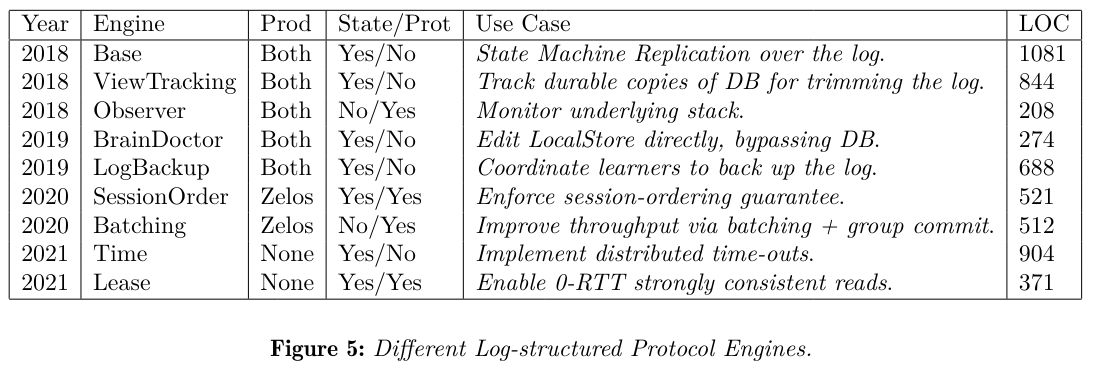 Year Engine Prod State/Prot Use Case LOC
2018 Base Both Yes/No State Machine Replication over the log. 1081
2018 ViewTracking Both Yes/No Track durable copies of DB for trimming the log. 844
2018 Observer Both No/Yes Monitor underlying stack. 208
2019 BrainDoctor Both Yes/No Edit LocalStore directly, bypassing DB. 274
2019 LogBackup Both Yes/No Coordinate learners to back up the log. 688
2020 SessionOrder Zelos Yes/Yes Enforce session-ordering guarantee. 521
2020 Batching Zelos No/Yes Improve throughput via batching + group commit. 512
2021 Time None Yes/No Implement distributed time-outs. 904
2021 Lease None Yes/Yes Enable 0-RTT strongly consistent reads. 371
Figure 5: Different Log-structured Protocol Engines.